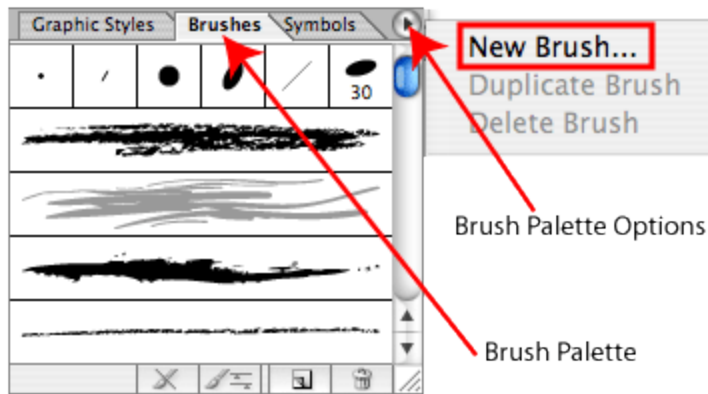 Graphic Styles Brushes Symbols
30
New Brush...
Duplicate Brush
Delete Brush
Brush Palette Options
Brush Palette